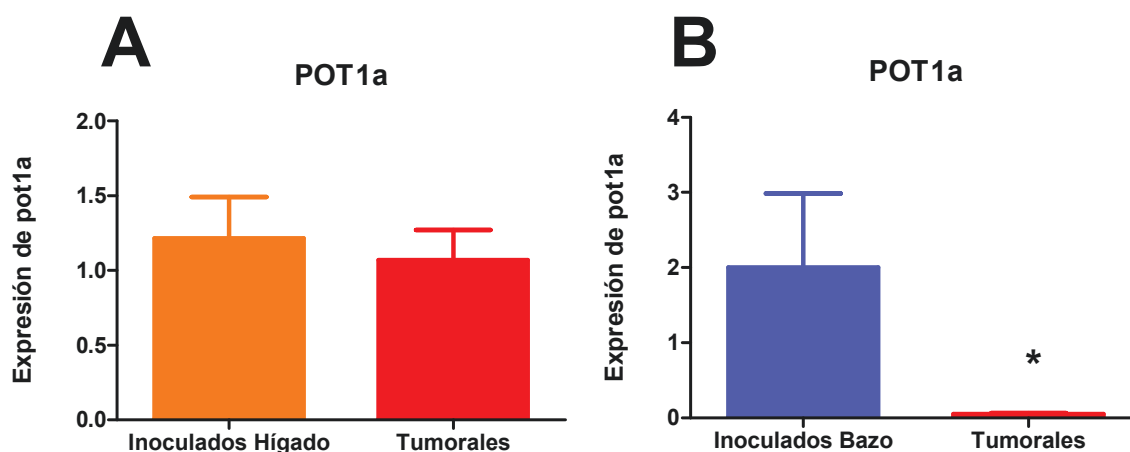 A
POT1a
Expresión de pot1a
2.0
1.5
1.0
0.5
0.0
Inoculados Hígado
Tumorales
B
POT1a
Expresión de pot1a
4
3
2
1
0
*
Inoculados Bazo
Tumorales